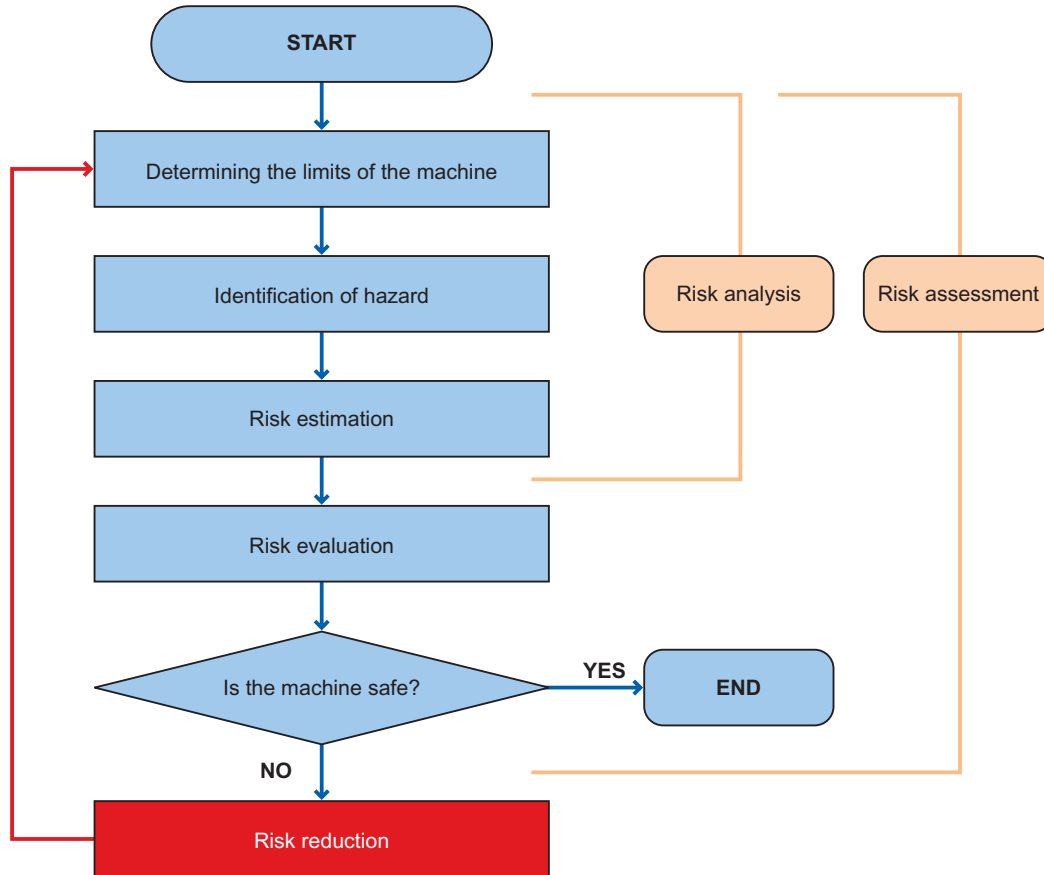 START
Determining the limits of the machine
Identification of hazard
Risk analysis
Risk assessment
Risk estimation
Risk evaluation
Is the machine safe?
YES
END
NO
Risk reduction